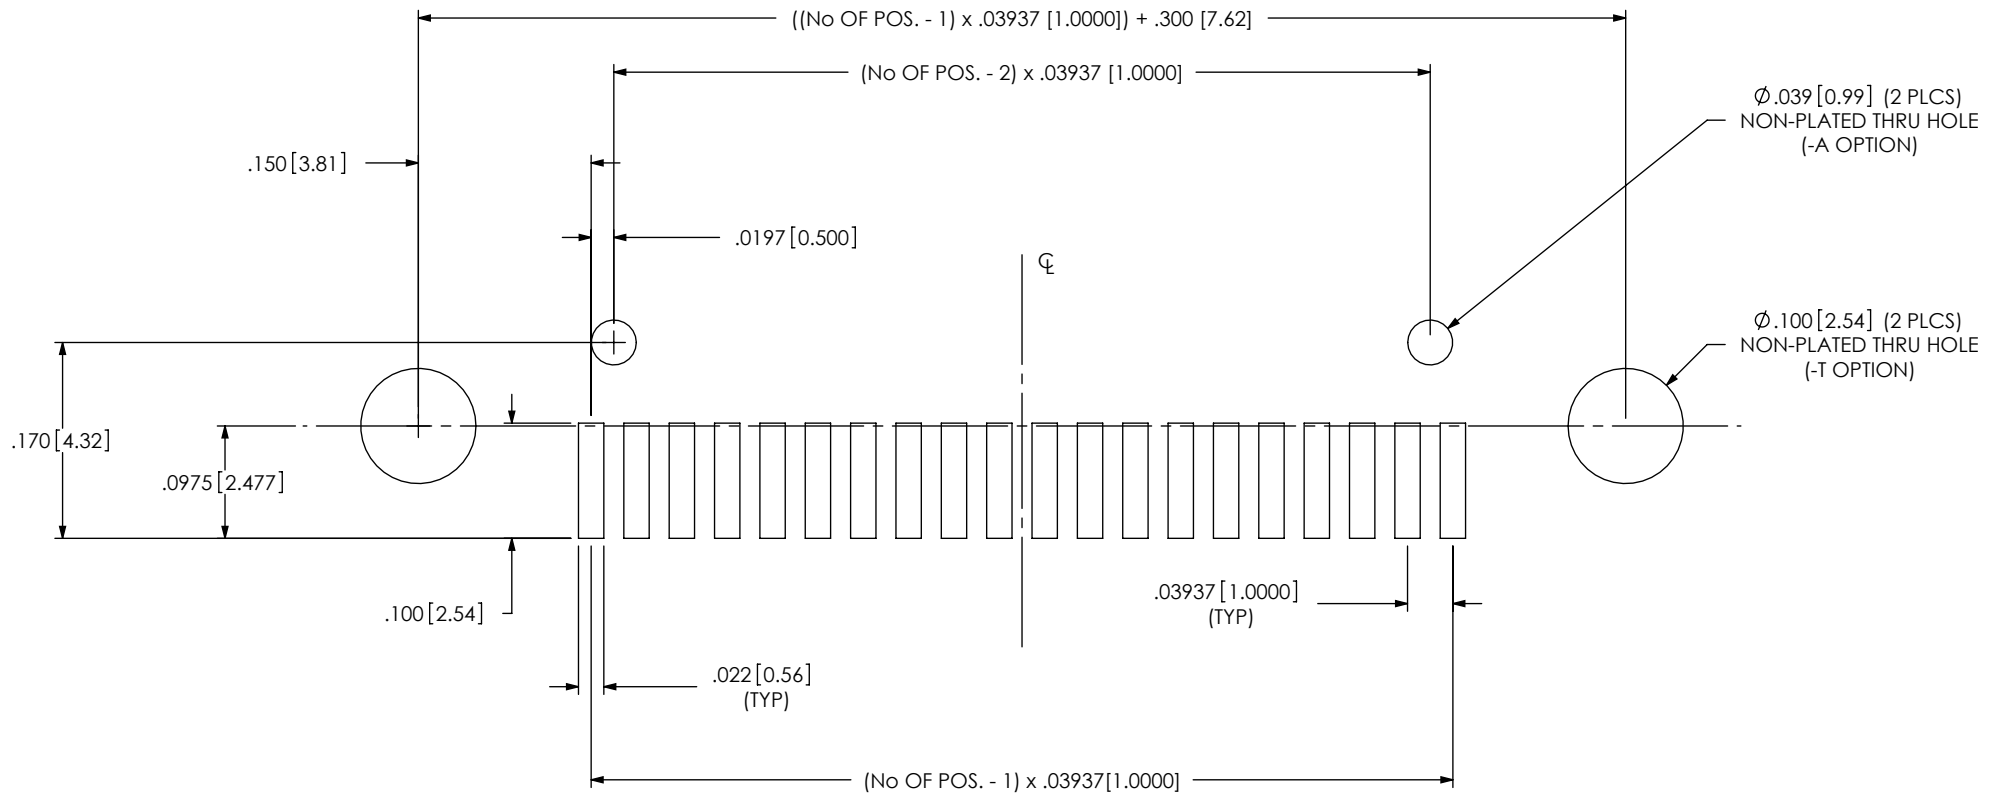 ((No OF POS. - 1) x .03937 [1.0000]) + .300 [7.62]
(No OF POS. - 2) x .03937 [1.0000]
Ø.039[0.99] (2 PLCS)
NON-PLATED THRU HOLE
(-A OPTION)
.150[3.81]
.0197[0.500]
℄
Ø.100[2.54] (2 PLCS)
NON-PLATED THRU HOLE
(-T OPTION)
.170[4.32]
.0975[2.477]
.100[2.54]
.03937[1.0000]
(TYP)
.022[0.56]
(TYP)
(No OF POS. - 1) x .03937[1.0000]